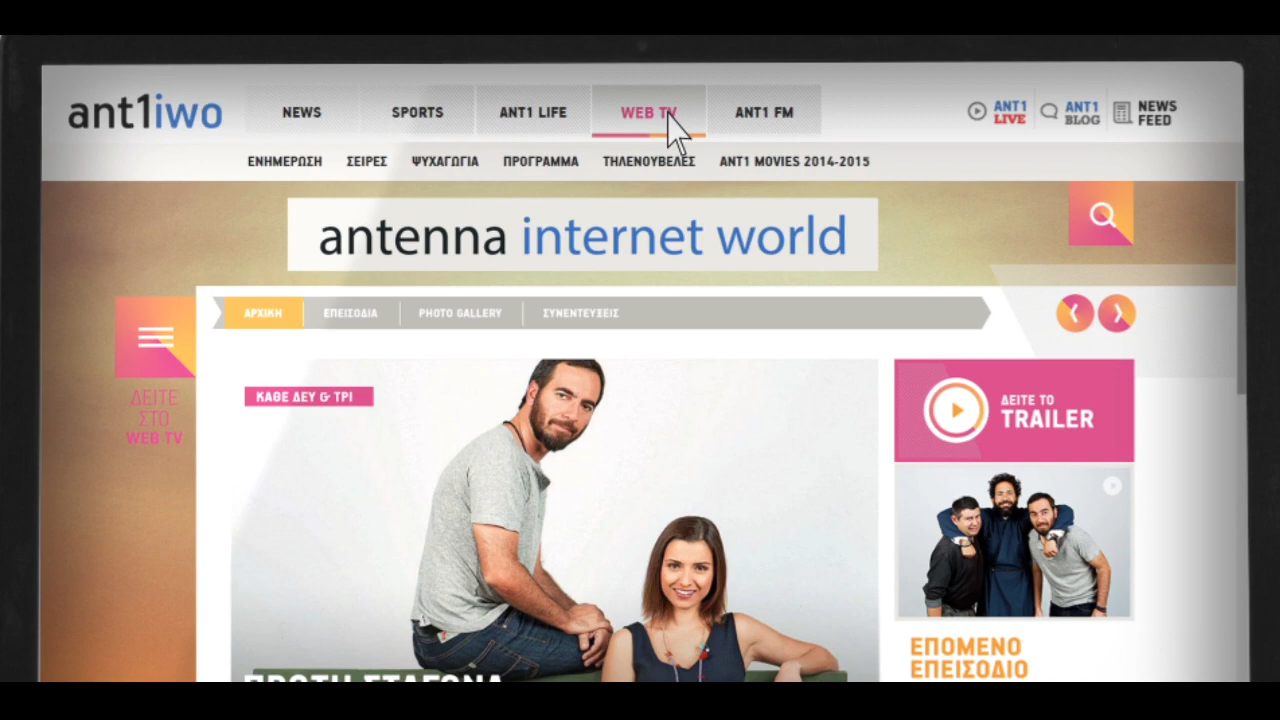 ant1iwo
NEWS SPORTS ANT1 LIFE WEB TV ANT1 FM
ANT1 LIVE
ANT1 BLOG
NEWS FEED
ΕΝΗΜΕΡΩΣΗ ΣΕΙΡΕΣ ΨΥΧΑΓΩΓΙΑ ΠΡΟΓΡΑΜΜΑ ΤΗΛΕΝΟΥΒΕΛΕΣ ANT1 MOVIES 2014-2015
antenna internet world
ΑΡΧΙΚΗ ΕΠΕΙΣΟΔΙΑ PHOTO GALLERY ΣΥΝΕΝΤΕΥΞΕΙΣ
ΔΕΙΤΕ
ΣΤΟ
WEB TV
ΚΑΘΕ ΔΕΥ & ΤΡΙ
ΔΕΙΤΕ ΤΟ
TRAILER
ΕΠΟΜΕΝΟ
ΕΠΕΙΣΟΔΙΟ